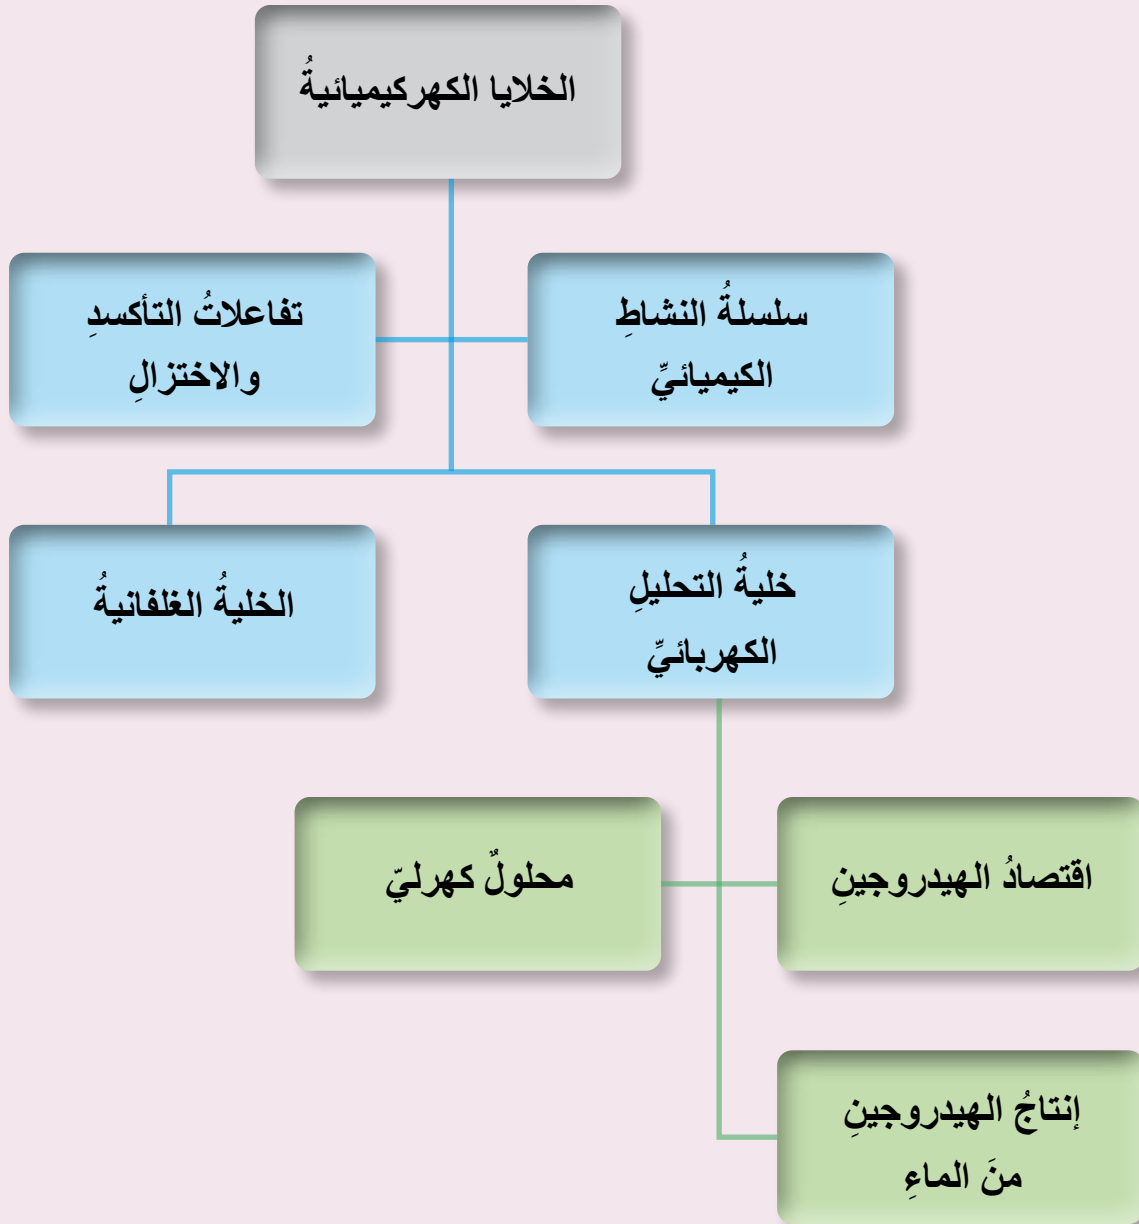 الخلايا الكهركيميائيةُ
سلسلةُ النشاطِ
الكيميائيِّ
تفاعلاتُ التأكسدِ
والاختزالِ
خليةُ التحليلِ
الكهربائيِّ
الخليةُ الغلفانيةُ
اقتصادُ الهيدروجينِ
محلولٌ كهرليّ
إنتاجُ الهيدروجينِ
منَ الماءِ